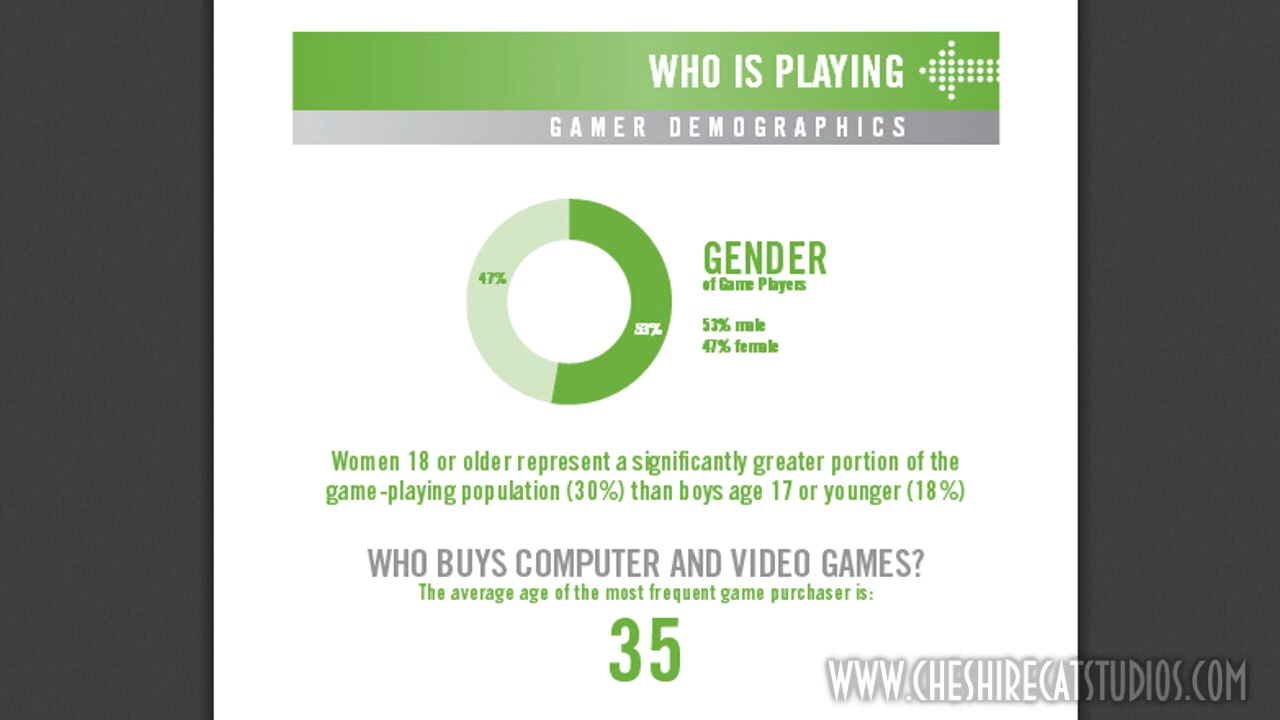 WHO IS PLAYING
GAMER DEMOGRAPHICS
47%
53%
GENDER
of Game Players
53% male
47% female
Women 18 or older represent a significantly greater portion of the
game-playing population (30%) than boys age 17 or younger (18%)
WHO BUYS COMPUTER AND VIDEO GAMES?
The average age of the most frequent game purchaser is:
35
WWW.CHESHIRECATSTUDIOS.COM